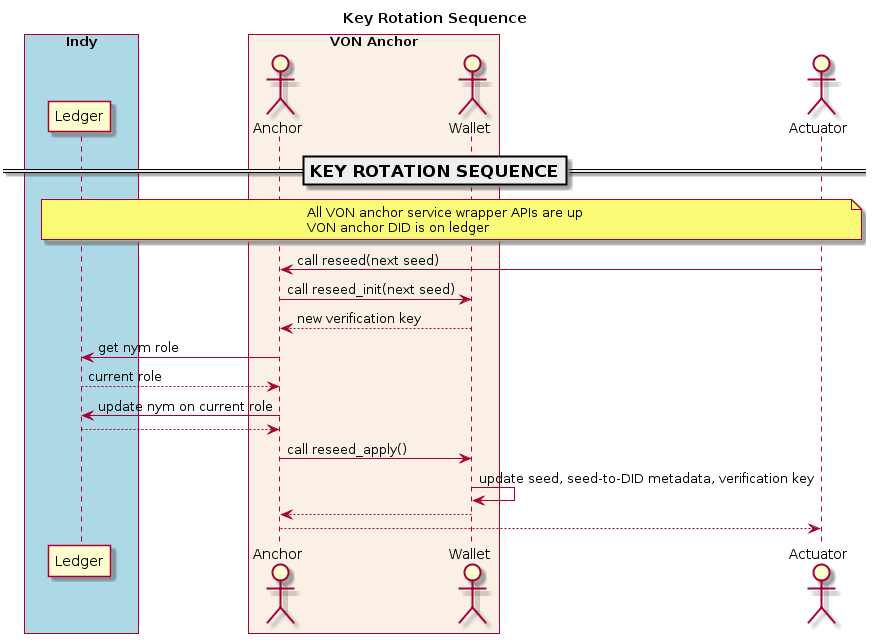 Key Rotation Sequence
Indy
VON Anchor
Ledger
Anchor
Wallet
Actuator
KEY ROTATION SEQUENCE
All VON anchor service wrapper APIs are up
VON anchor DID is on ledger
call reseed(next seed)
call reseed_init(next seed)
new verification key
get nym role
current role
update nym on current role
call reseed_apply()
update seed, seed-to-DID metadata, verification key
Ledger
Anchor
Wallet
Actuator